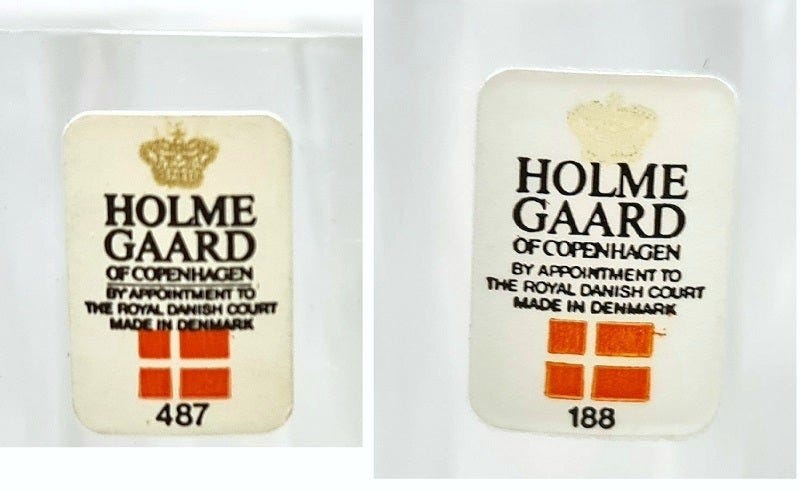 HOLME
GAARD
OF COPENHAGEN
BY APPOINTMENT TO
THE ROYAL DANISH COURT
MADE IN DENMARK
487
HOLME
GAARD
OF COPENHAGEN
BY APPOINTMENT TO
THE ROYAL DANISH COURT
MADE IN DENMARK
188